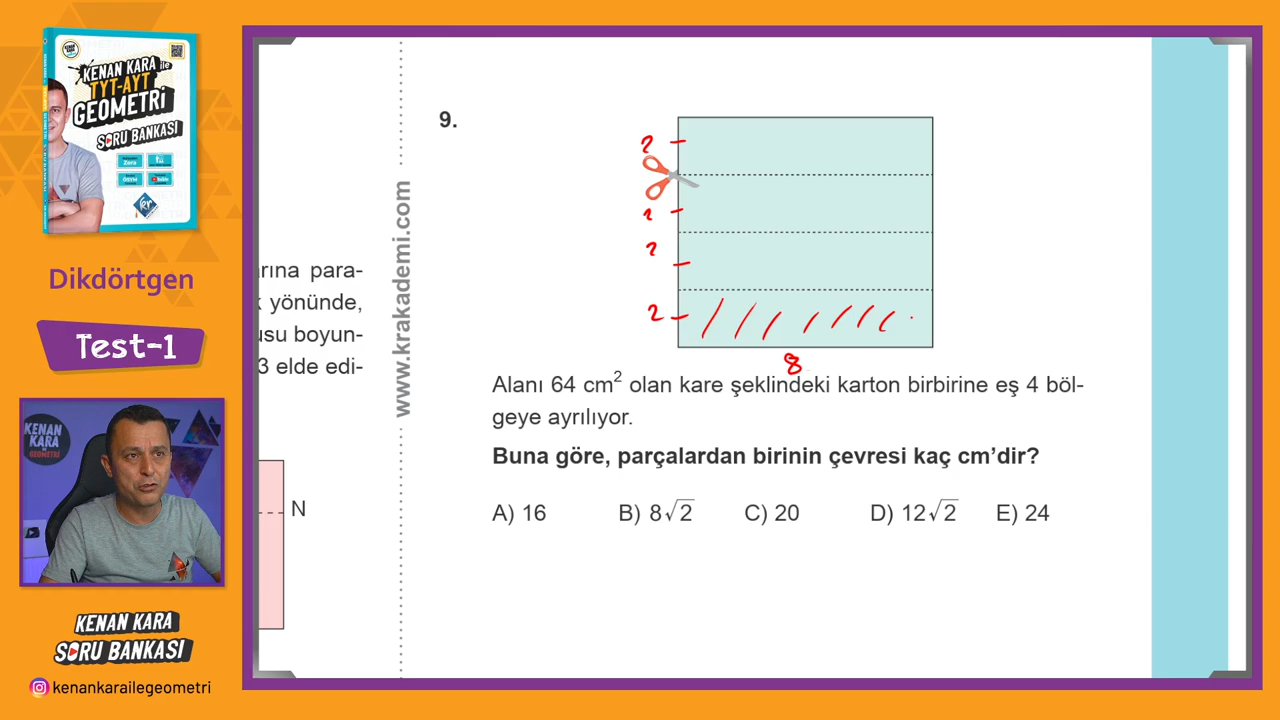 KENAN KARA ile
TYT-AYT
GEOMETRİ
SORU BANKASI
Dikdörtgen
Test-1
KENAN
KARA
GEOMETRİ
KENAN KARA
SORU BANKASI
kenankarailegeometri
rına para-
k yönünde,
usu boyun-
3 elde edi-
N
www.krakademi.com
9.
2
2
2
2
8
Alanı 64 cm² olan kare şeklindeki karton birbirine eş 4 böl-
geye ayrılıyor.
Buna göre, parçalardan birinin çevresi kaç cm'dir?
A) 16 B) 8√2 C) 20 D) 12√2 E) 24